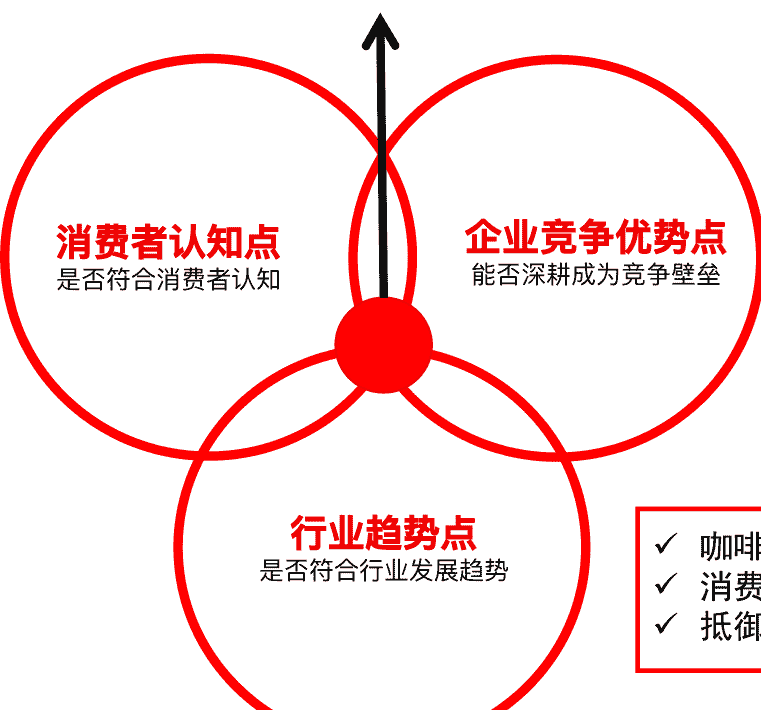 消费者认知点
是否符合消费者认知
企业竞争优势点
能否深耕成为竞争壁垒
行业趋势点
是否符合行业发展趋势
✓ 咖啡
✓ 消费
✓ 抵御